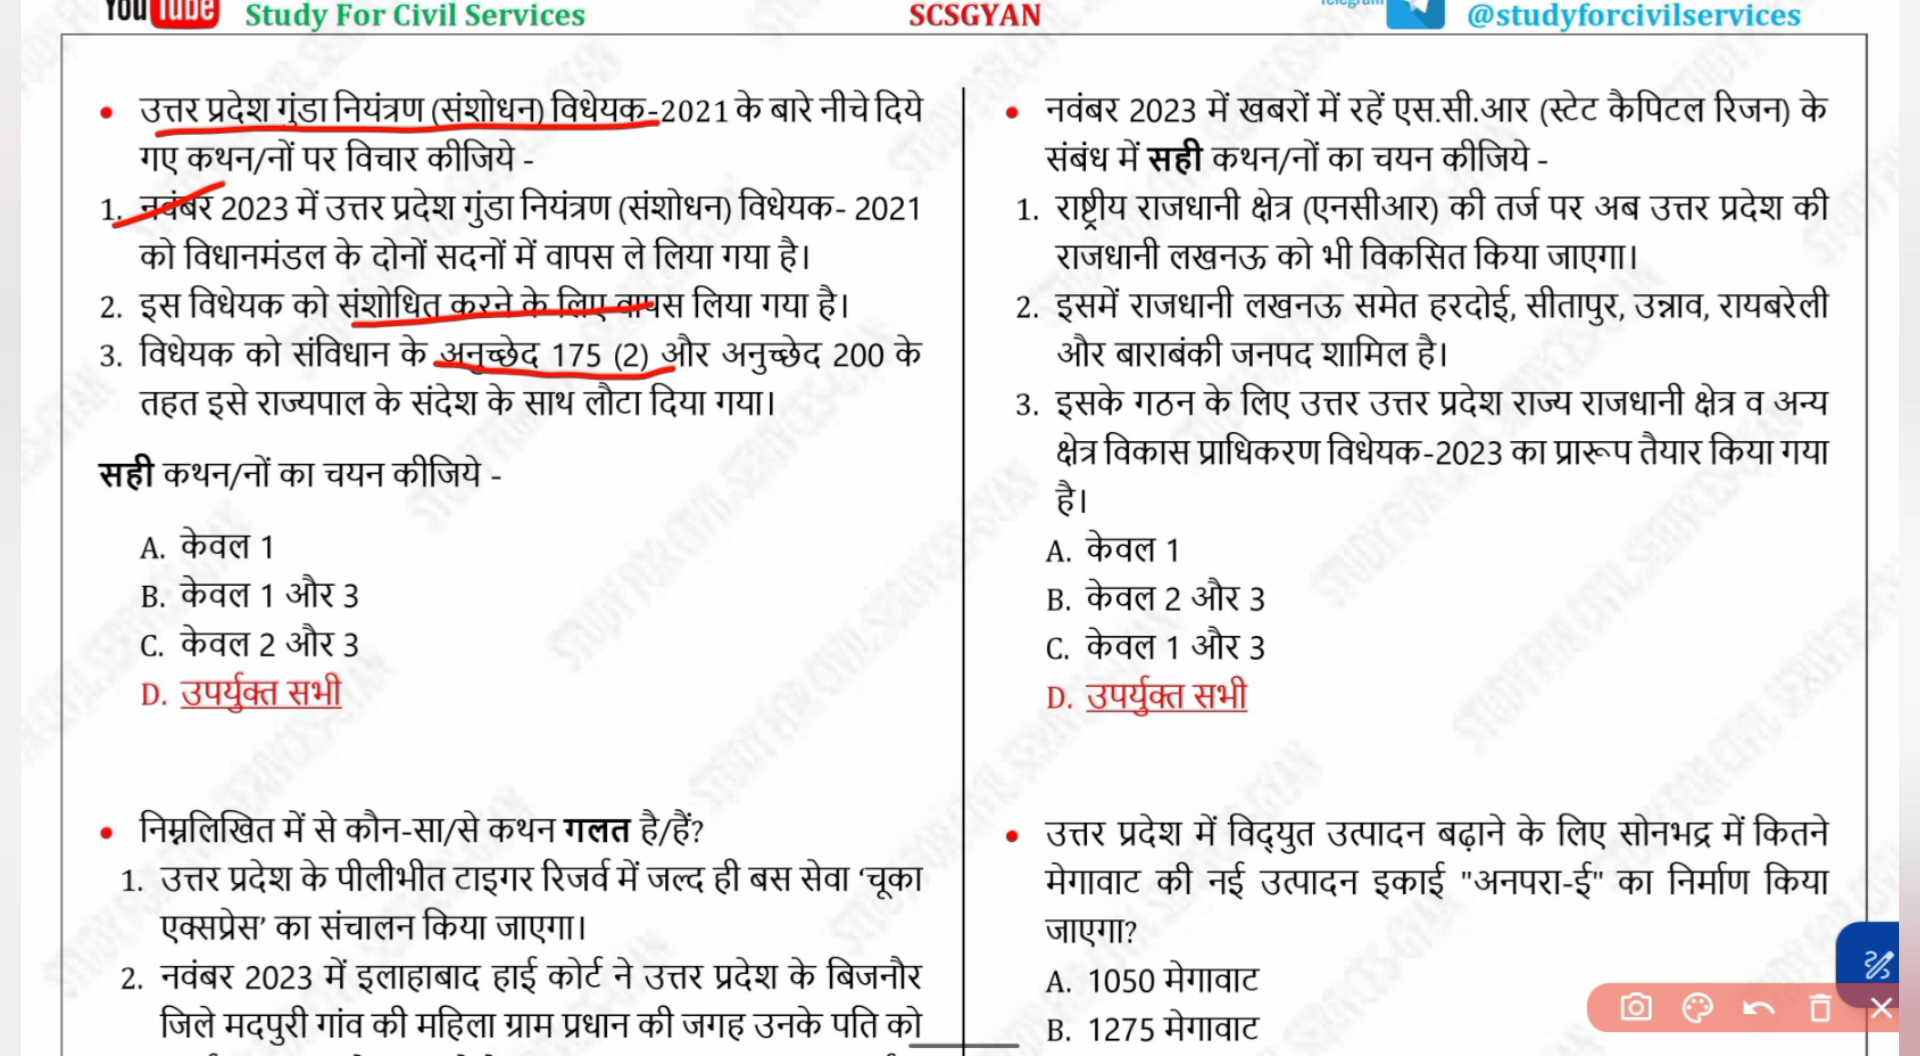 You Tube Study For Civil Services SCSGYAN Telegram @studyforcivilservices
• उत्तर प्रदेश गुंडा नियंत्रण (संशोधन) विधेयक-2021 के बारे नीचे दिये
गए कथन/नों पर विचार कीजिये -
1. नवंबर 2023 में उत्तर प्रदेश गुंडा नियंत्रण (संशोधन) विधेयक- 2021
को विधानमंडल के दोनों सदनों में वापस ले लिया गया है।
2. इस विधेयक को संशोधित करने के लिए वापस लिया गया है।
3. विधेयक को संविधान के अनुच्छेद 175 (2) और अनुच्छेद 200 के
तहत इसे राज्यपाल के संदेश के साथ लौटा दिया गया।
सही कथन/नों का चयन कीजिये -
A. केवल 1
B. केवल 1 और 3
C. केवल 2 और 3
D. उपर्युक्त सभी
• निम्नलिखित में से कौन-सा/से कथन गलत है/हैं?
1. उत्तर प्रदेश के पीलीभीत टाइगर रिजर्व में जल्द ही बस सेवा ‘चूका
एक्सप्रेस’ का संचालन किया जाएगा।
2. नवंबर 2023 में इलाहाबाद हाई कोर्ट ने उत्तर प्रदेश के बिजनौर
जिले मदपुरी गांव की महिला ग्राम प्रधान की जगह उनके पति को
• नवंबर 2023 में खबरों में रहें एस.सी.आर (स्टेट कैपिटल रिजन) के
संबंध में सही कथन/नों का चयन कीजिये -
1. राष्ट्रीय राजधानी क्षेत्र (एनसीआर) की तर्ज पर अब उत्तर प्रदेश की
राजधानी लखनऊ को भी विकसित किया जाएगा।
2. इसमें राजधानी लखनऊ समेत हरदोई, सीतापुर, उन्नाव, रायबरेली
और बाराबंकी जनपद शामिल है।
3. इसके गठन के लिए उत्तर उत्तर प्रदेश राज्य राजधानी क्षेत्र व अन्य
क्षेत्र विकास प्राधिकरण विधेयक-2023 का प्रारूप तैयार किया गया
है।
A. केवल 1
B. केवल 2 और 3
C. केवल 1 और 3
D. उपर्युक्त सभी
• उत्तर प्रदेश में विद्युत उत्पादन बढ़ाने के लिए सोनभद्र में कितने
मेगावाट की नई उत्पादन इकाई "अनपरा-ई" का निर्माण किया
जाएगा?
A. 1050 मेगावाट
B. 1275 मेगावाट